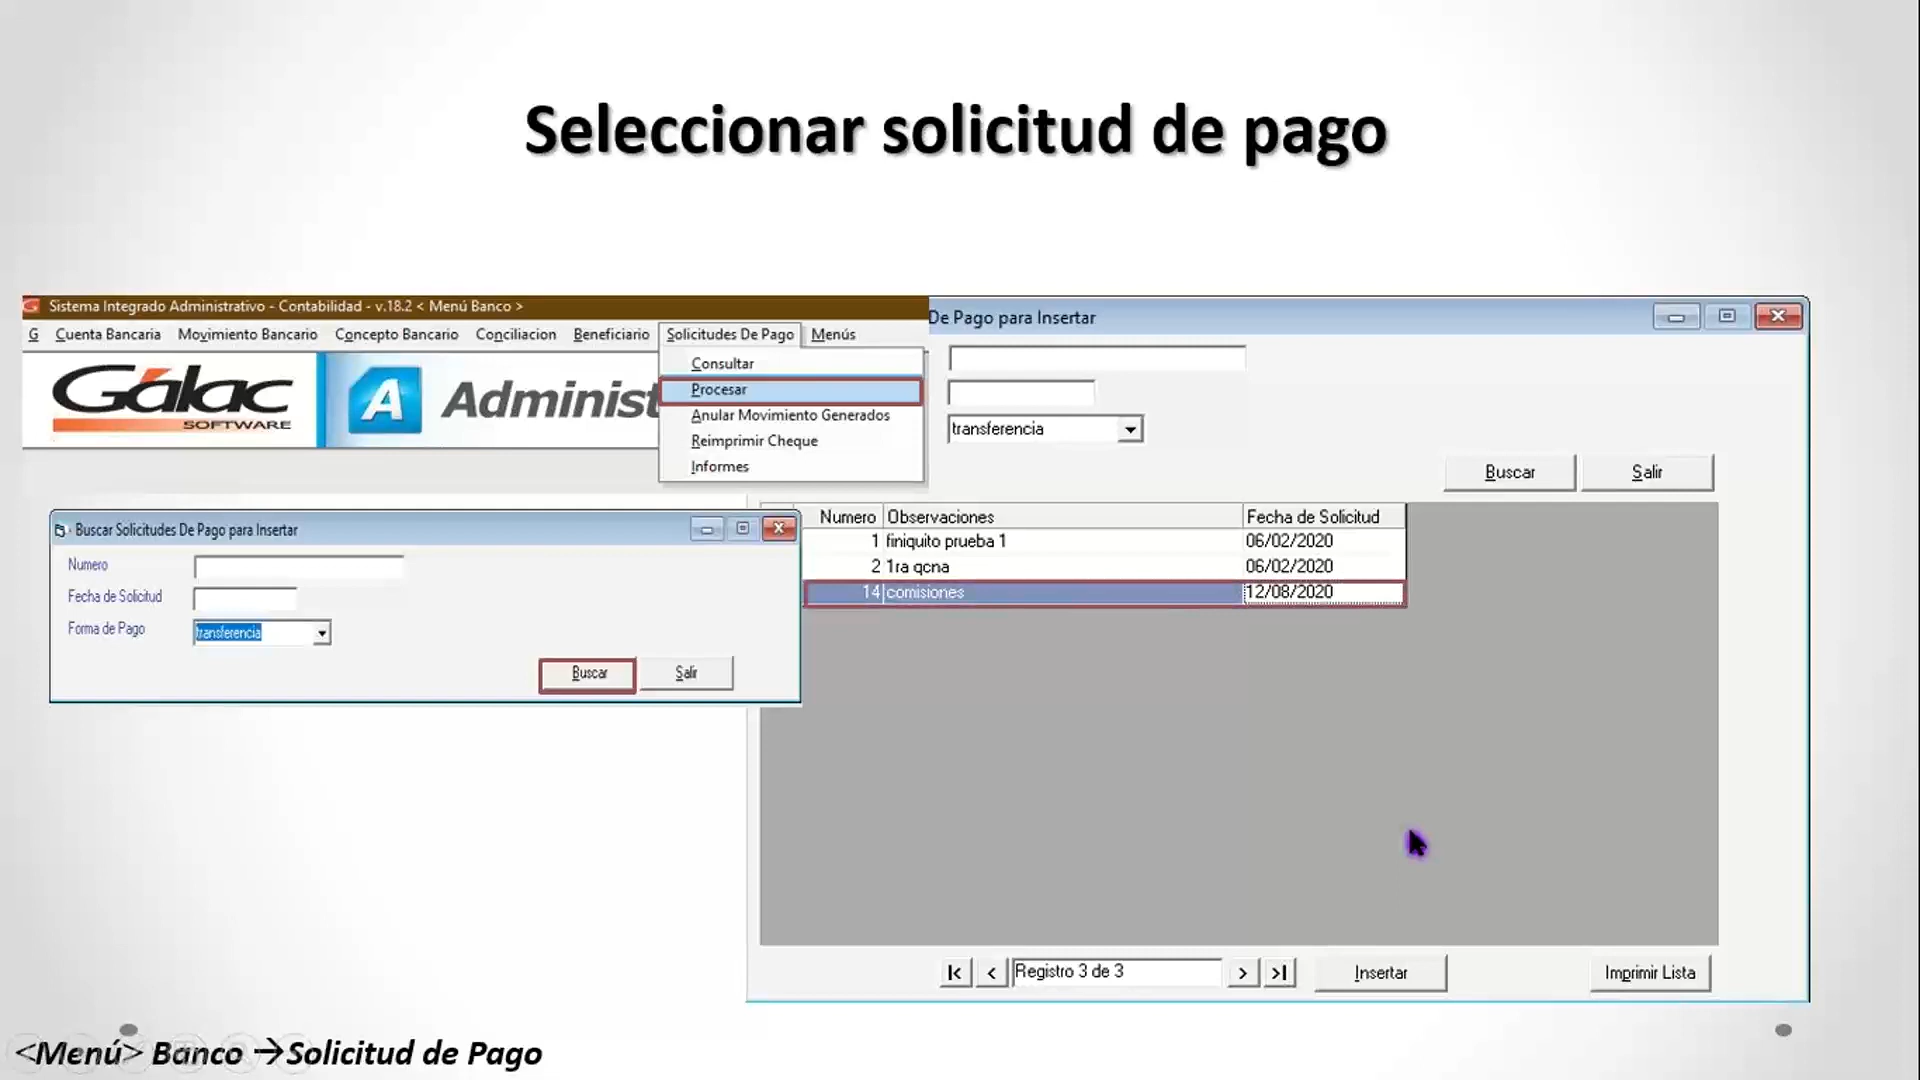 Seleccionar solicitud de pago
Sistema Integrado Administrativo - Contabilidad - v.18.2 < Menú Banco >
G Cuenta Bancaria Movimiento Bancario Concepto Bancario Conciliacion Beneficiario Solicitudes De Pago Menús
Consultar
Procesar
Anular Movimiento Generados
Reimprimir Cheque
Informes
Gálac
SOFTWARE
A Administ
De Pago para Insertar
transferencia
Buscar Salir
Buscar Solicitudes De Pago para Insertar
Numero
Fecha de Solicitud
Forma de Pago transferencia
Buscar Salir
Numero Observaciones Fecha de Solicitud
1 finiquito prueba 1 06/02/2020
2 1ra qcna 06/02/2020
14 comisiones 12/08/2020
Registro 3 de 3 Insertar Imprimir Lista
<Menú> Banco →Solicitud de Pago